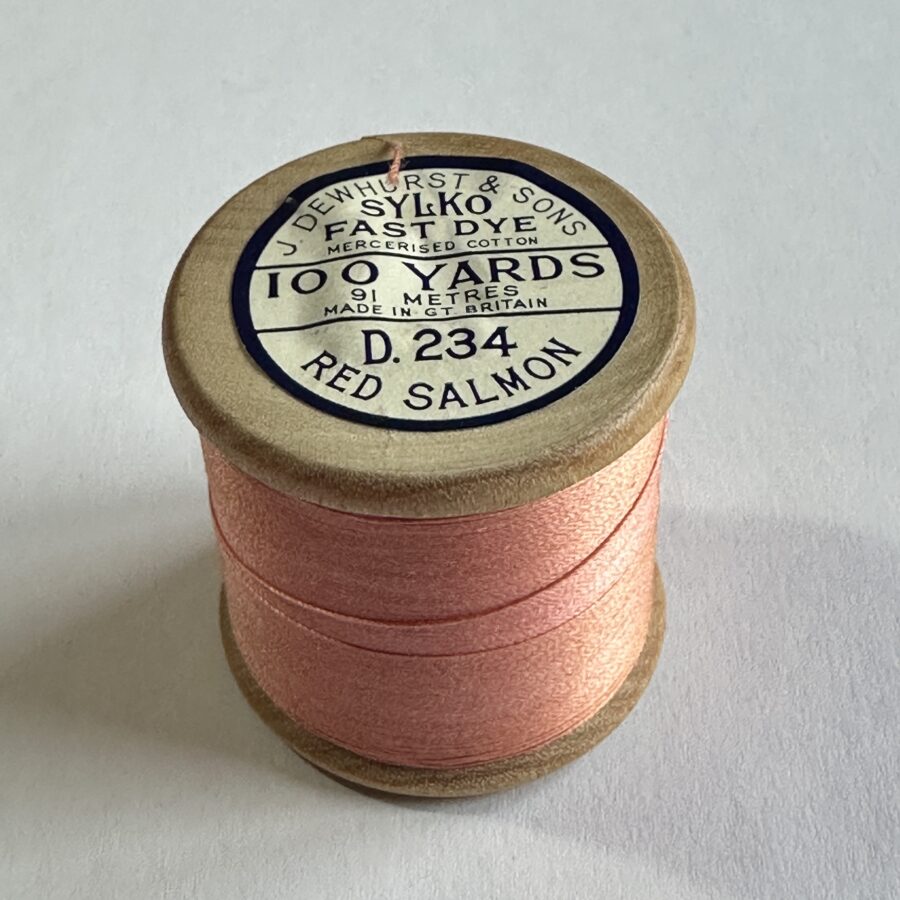 J. DEWHURST & SONS
SYLKO
FAST DYE
MERCERISED COTTON
100 YARDS
91 METRES
MADE IN GT. BRITAIN
D. 234
RED SALMON